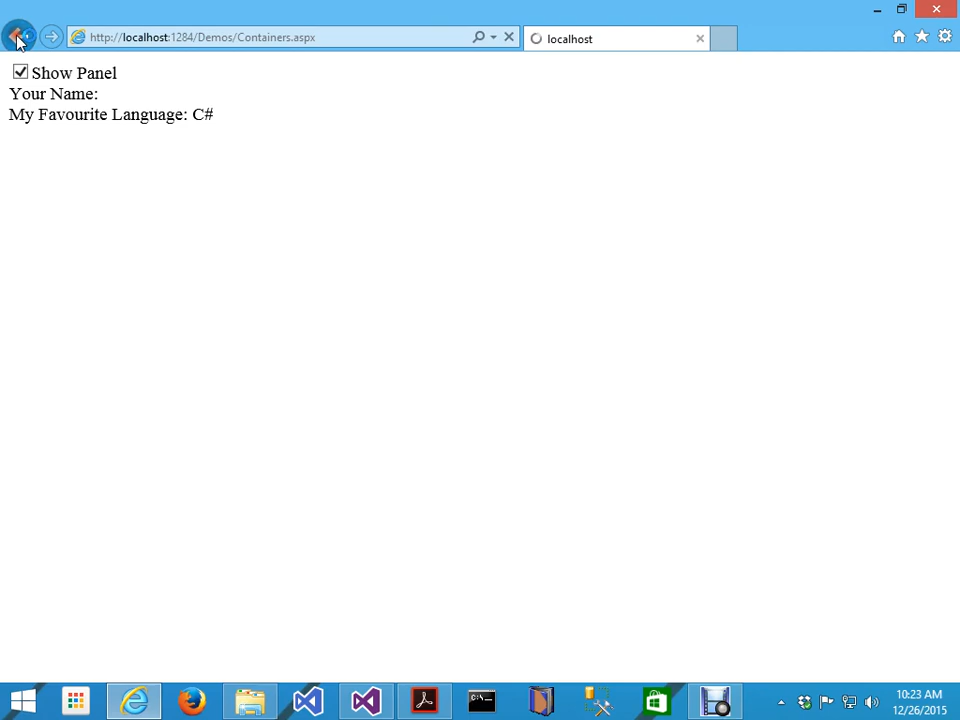 http://localhost:1284/Demos/Containers.aspx
localhost
Show Panel
Your Name:
My Favourite Language: C#
10:23 AM
12/26/2015